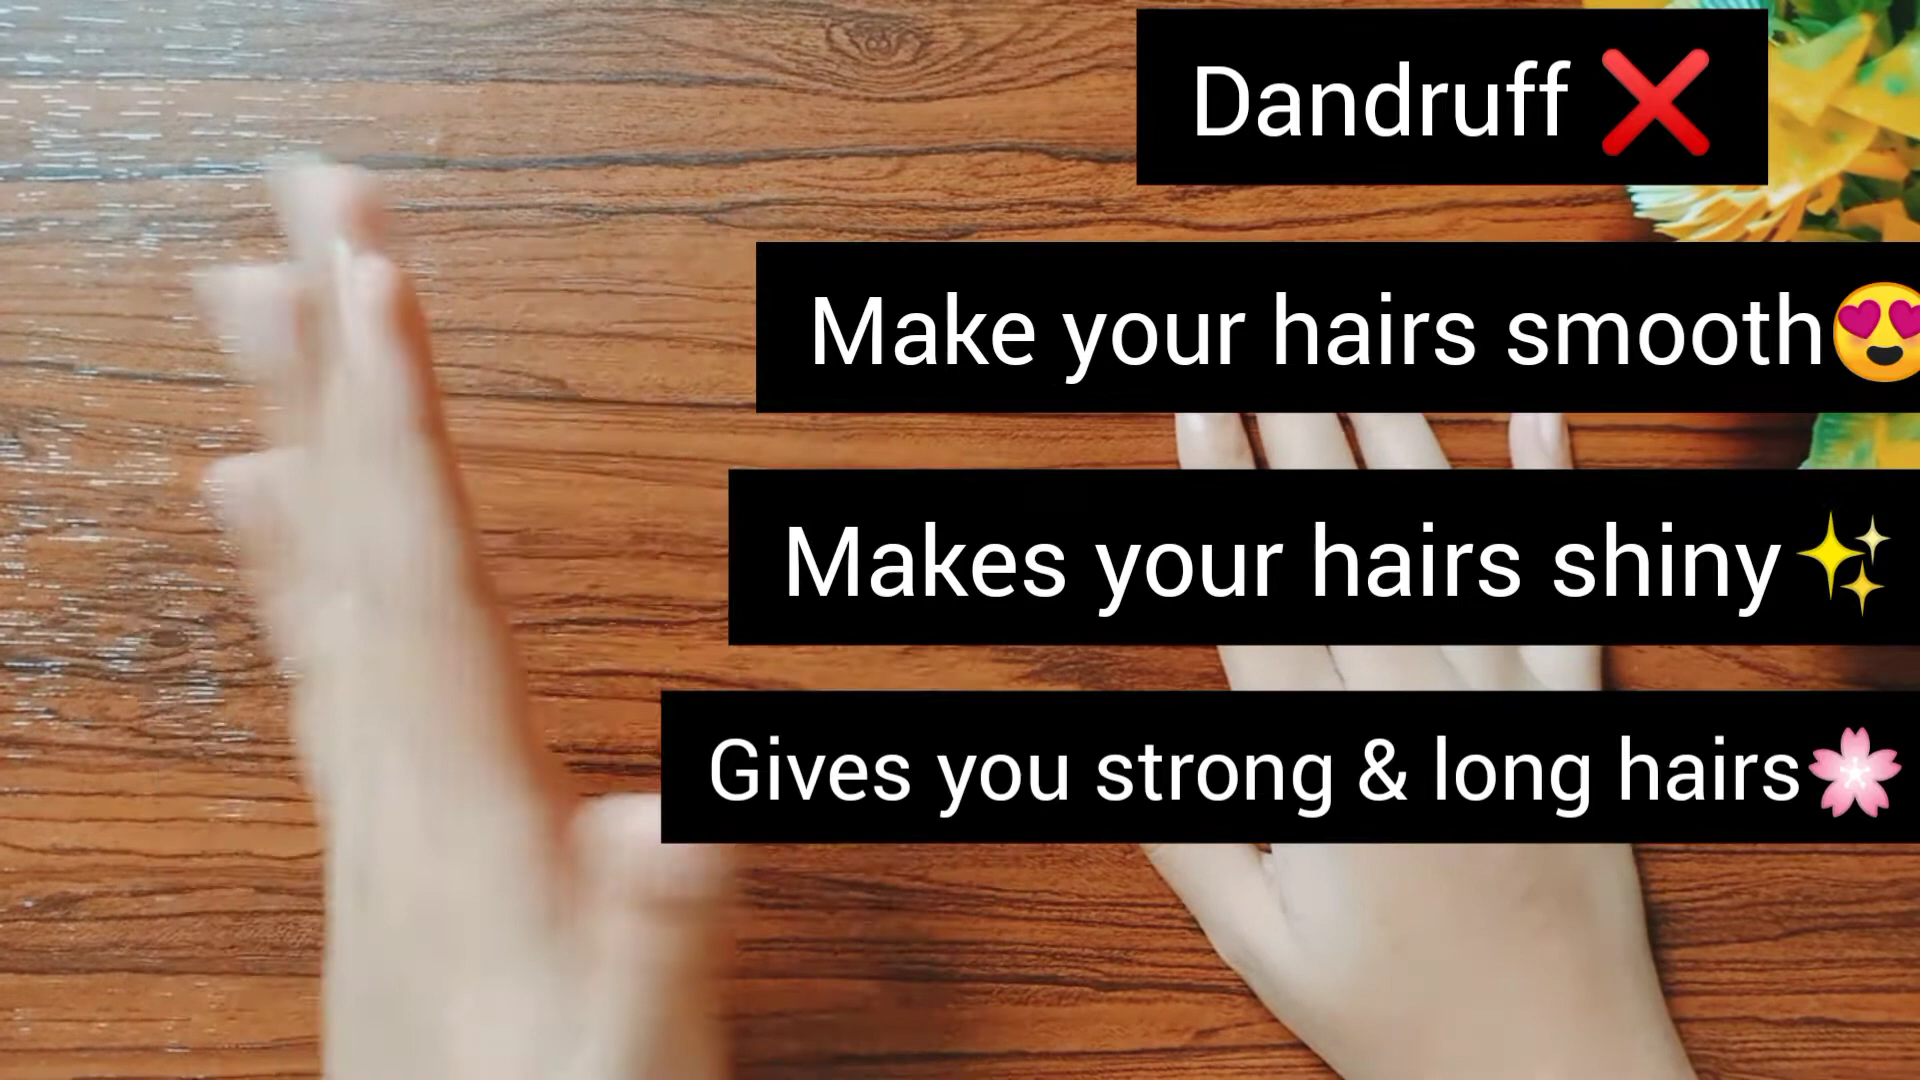 Dandruff ❌
Make your hairs smooth😍
Makes your hairs shiny✨
Gives you strong & long hairs🌸